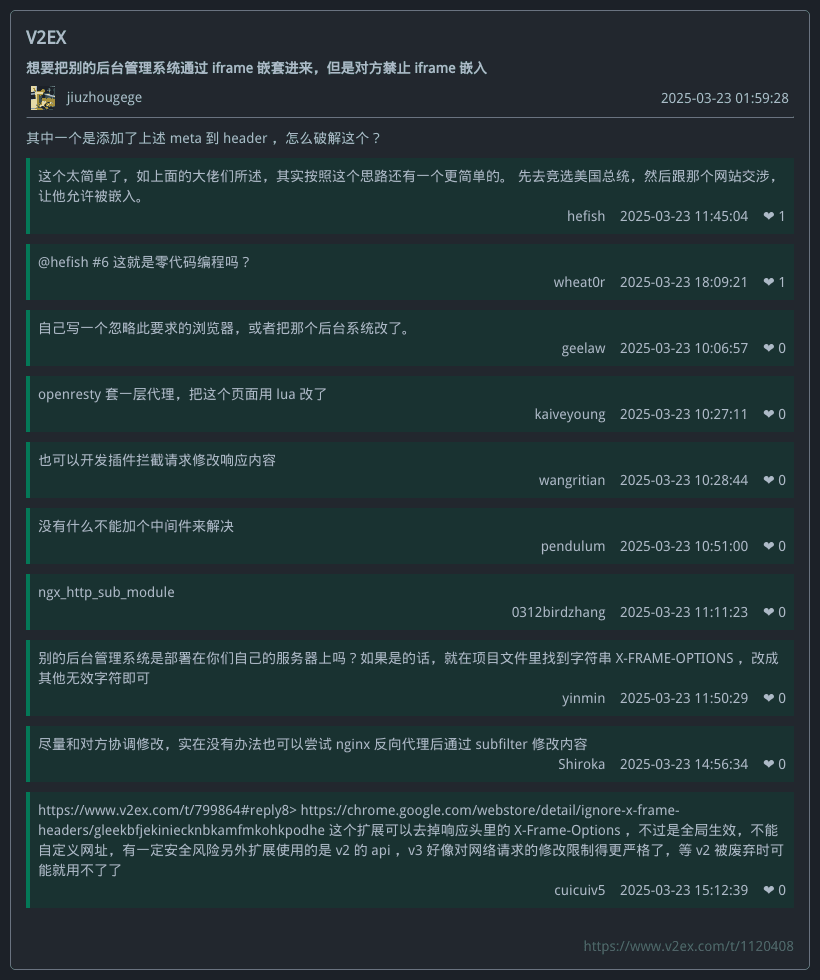 V2EX
想要把别的后台管理系统通过 iframe 嵌套进来，但是对方禁止 iframe 嵌入
jiuzhougege 2025-03-23 01:59:28
其中一个是添加了上述 meta 到 header ，怎么破解这个？
这个太简单了，如上面的大佬们所述，其实按照这个思路还有一个更简单的。 先去竞选美国总统，然后跟那个网站交涉，
让他允许被嵌入。
hefish 2025-03-23 11:45:04 ❤ 1
@hefish #6 这就是零代码编程吗？
wheat0r 2025-03-23 18:09:21 ❤ 1
自己写一个忽略此要求的浏览器，或者把那个后台系统改了。
geelaw 2025-03-23 10:06:57 ❤ 0
openresty 套一层代理，把这个页面用 lua 改了
kaiveyoung 2025-03-23 10:27:11 ❤ 0
也可以开发插件拦截请求修改响应内容
wangritian 2025-03-23 10:28:44 ❤ 0
没有什么不能加个中间件来解决
pendulum 2025-03-23 10:51:00 ❤ 0
ngx_http_sub_module
0312birdzhang 2025-03-23 11:11:23 ❤ 0
别的后台管理系统是部署在你们自己的服务器上吗？如果是的话，就在项目文件里找到字符串 X-FRAME-OPTIONS ，改成
其他无效字符即可
yinmin 2025-03-23 11:50:29 ❤ 0
尽量和对方协调修改，实在没有办法也可以尝试 nginx 反向代理后通过 subfilter 修改内容
Shiroka 2025-03-23 14:56:34 ❤ 0
https://www.v2ex.com/t/799864#reply8> https://chrome.google.com/webstore/detail/ignore-x-frame-
headers/gleekbfjekiniecknbkamfmkohkpodhe 这个扩展可以去掉响应头里的 X-Frame-Options ，不过是全局生效，不能
自定义网址，有一定安全风险另外扩展使用的是 v2 的 api ，v3 好像对网络请求的修改限制得更严格了，等 v2 被废弃时可
能就用不了了
cuicuiv5 2025-03-23 15:12:39 ❤ 0
https://www.v2ex.com/t/1120408